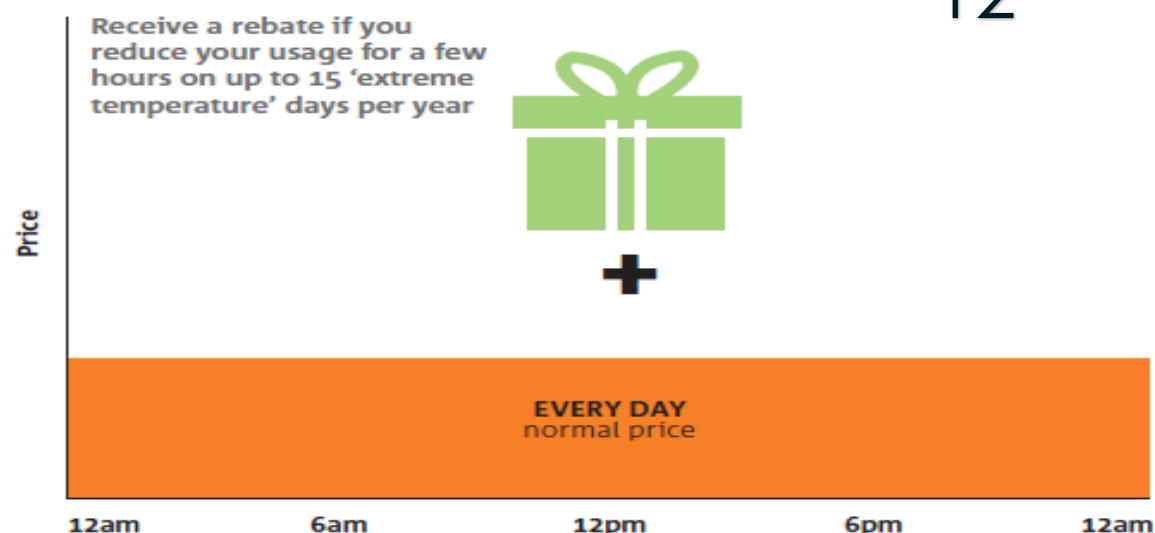 12
Receive a rebate if you
reduce your usage for a few
hours on up to 15 ‘extreme
temperature’ days per year
Price
+
EVERY DAY
normal price
12am 6am 12pm 6pm 12am